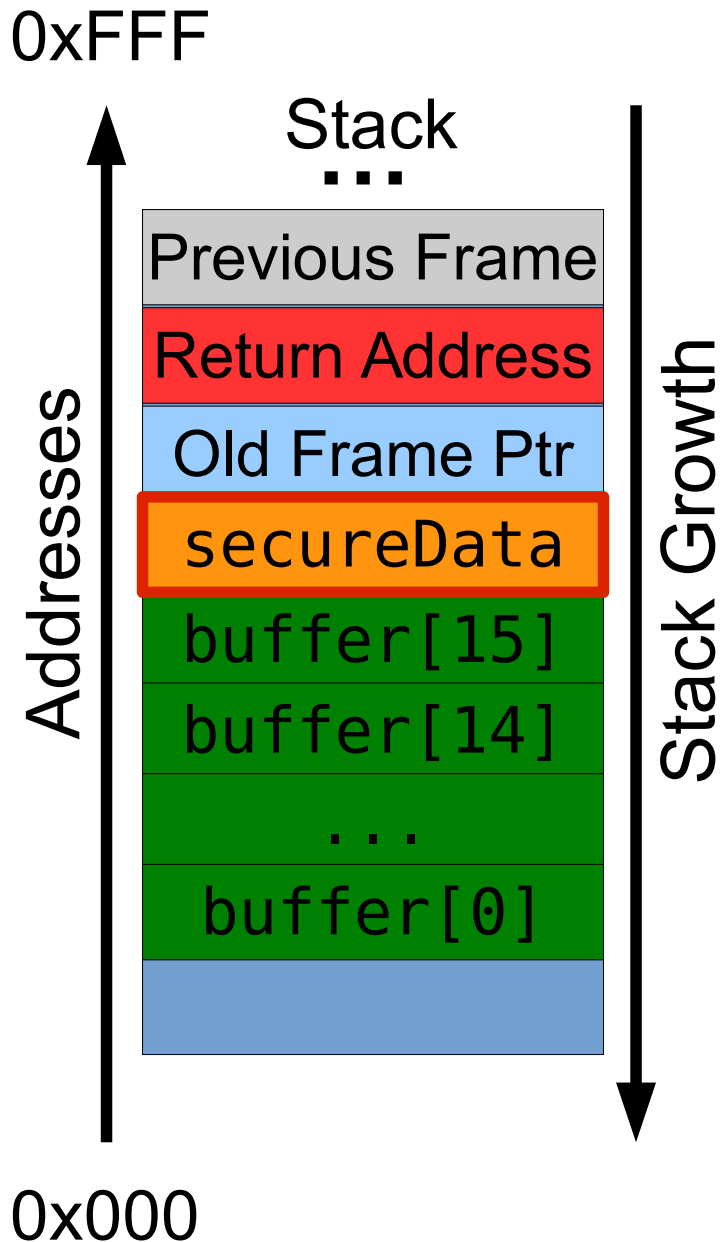 0xFFF
Stack
...
Previous Frame
Return Address
Old Frame Ptr
secureData
buffer[15]
buffer[14]
...
buffer[0]
Addresses
Stack Growth
0x000